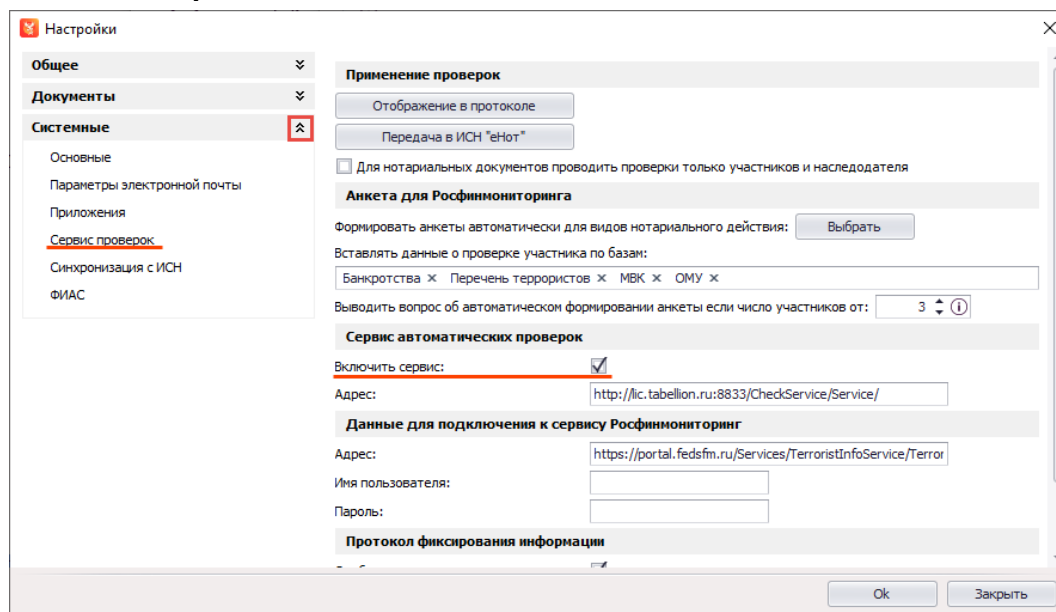 Настройки
Общее
Документы
Системные
Основные
Параметры электронной почты
Приложения
Сервис проверок
Синхронизация с ИСН
ФИАС
Применение проверок
Отображение в протоколе
Передача в ИСН "еНот"
Для нотариальных документов проводить проверки только участников и наследодателя
Анкета для Росфинмониторинга
Формировать анкеты автоматически для видов нотариального действия: Выбрать
Вставлять данные о проверке участника по базам:
Банкротства × Перечень террористов × МВК × ОМУ ×
Выводить вопрос об автоматическом формировании анкеты если число участников от: 3
Сервис автоматических проверок
Включить сервис:
Адрес: http://lic.tabellion.ru:8833/CheckService/Service/
Данные для подключения к сервису Росфинмониторинг
Адрес: https://portal.fedsfm.ru/Services/TerroristInfoService/Terror
Имя пользователя:
Пароль:
Протокол фиксирования информации
Ok Закрыть